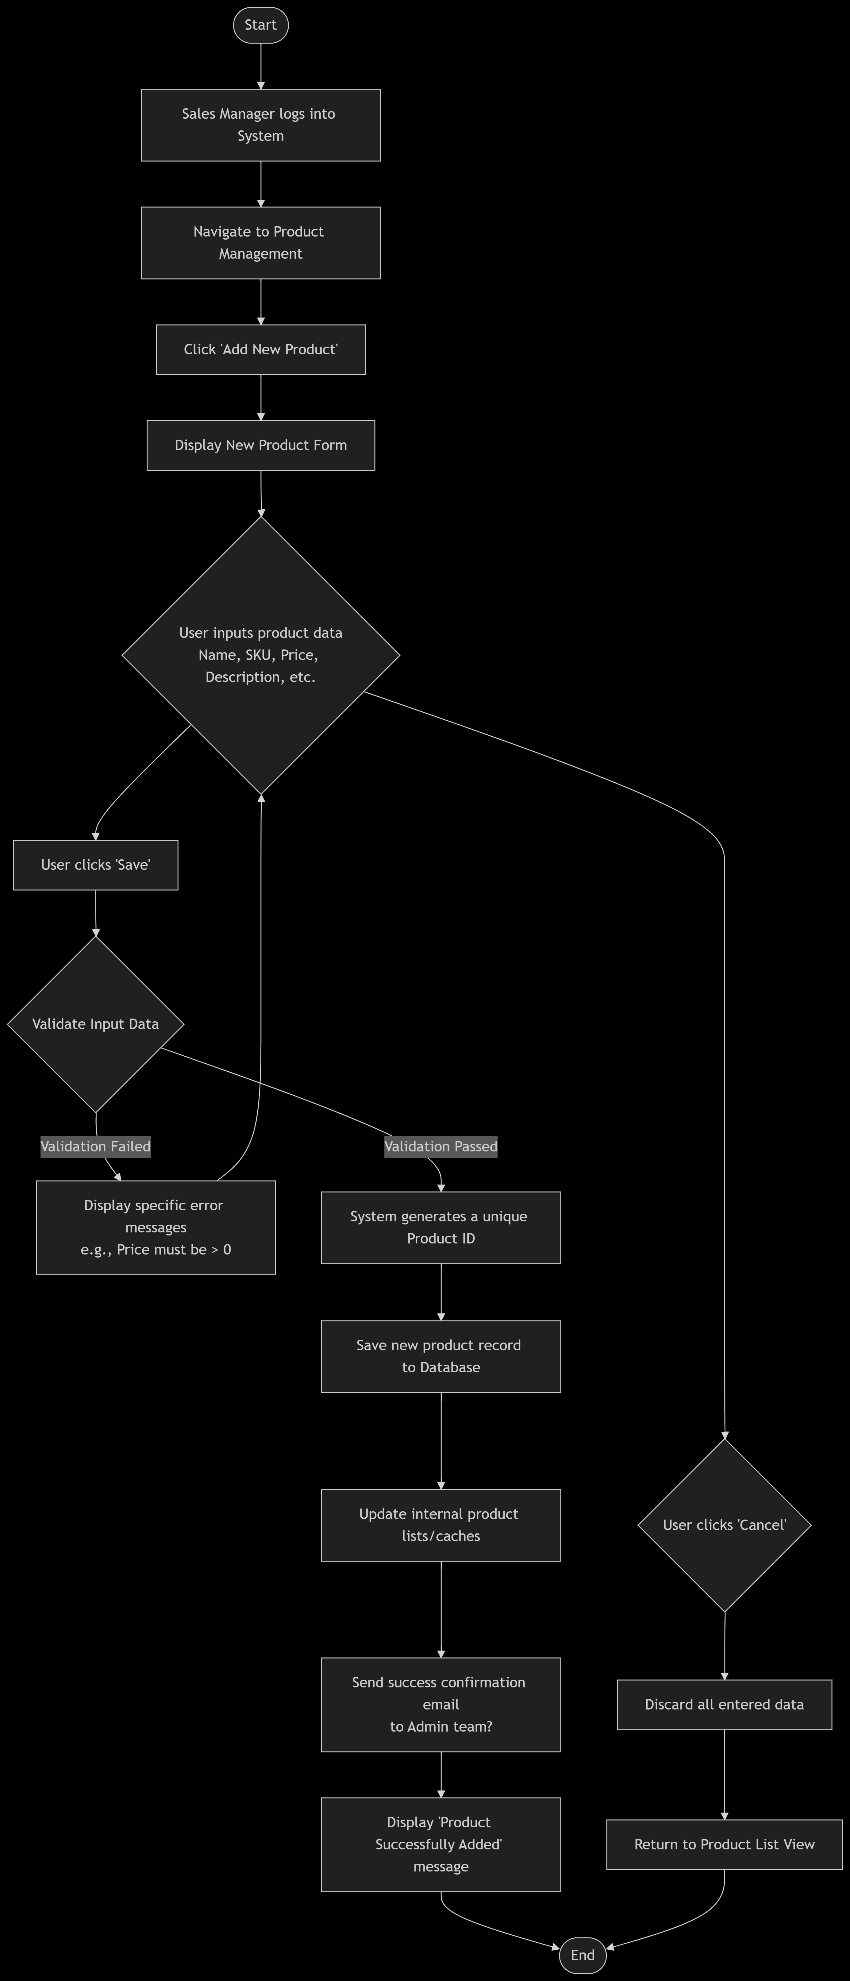 Start
Sales Manager logs into
System
Navigate to Product
Management
Click 'Add New Product'
Display New Product Form
User inputs product data
Name, SKU, Price,
Description, etc.
User clicks 'Save'
Validate Input Data
Validation Failed
Validation Passed
Display specific error
messages
e.g., Price must be > 0
System generates a unique
Product ID
Save new product record
to Database
Update internal product
lists/caches
User clicks 'Cancel'
Send success confirmation
email
to Admin team?
Discard all entered data
Display 'Product
Successfully Added'
message
Return to Product List View
End